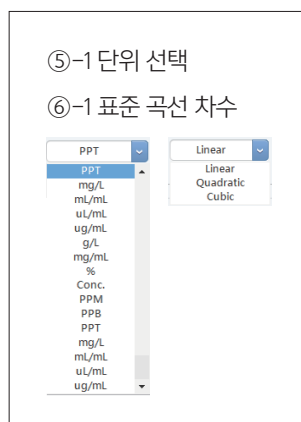 ⑤-1 단위 선택
⑥-1 표준 곡선 차수
PPT
PPT
mg/L
mL/mL
uL/mL
ug/mL
g/L
mg/mL
%
Conc.
PPM
PPB
PPT
mg/L
mL/mL
uL/mL
ug/mL
Linear
Linear
Quadratic
Cubic